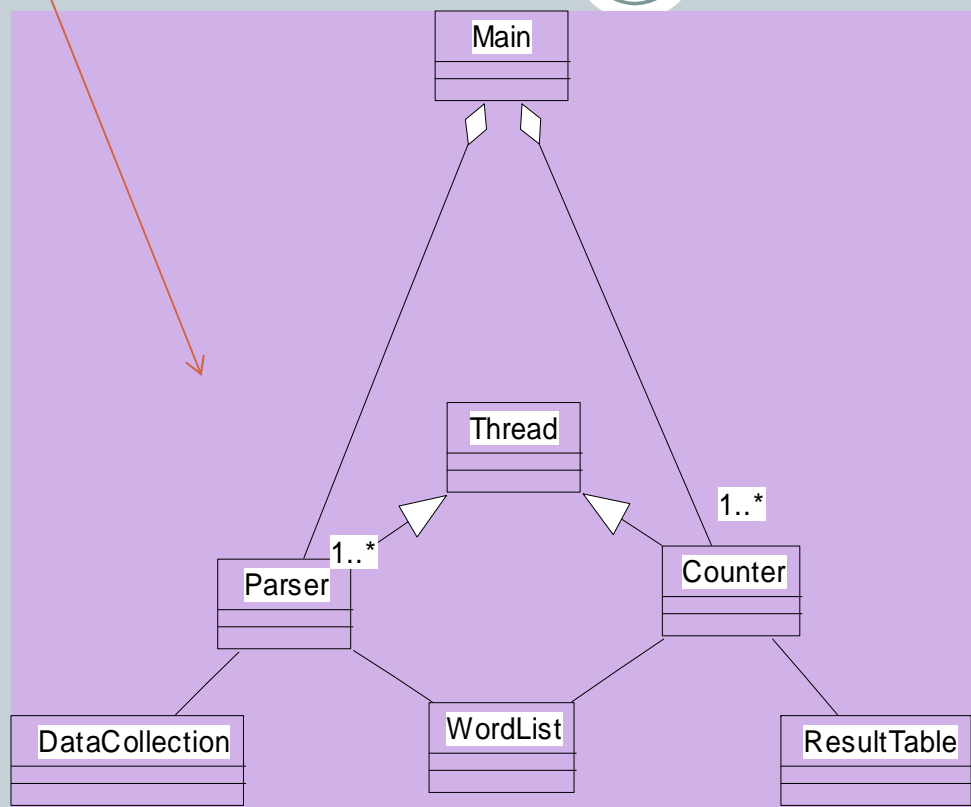 Main
Thread
1..*
1..*
Parser
Counter
DataCollection
WordList
ResultTable